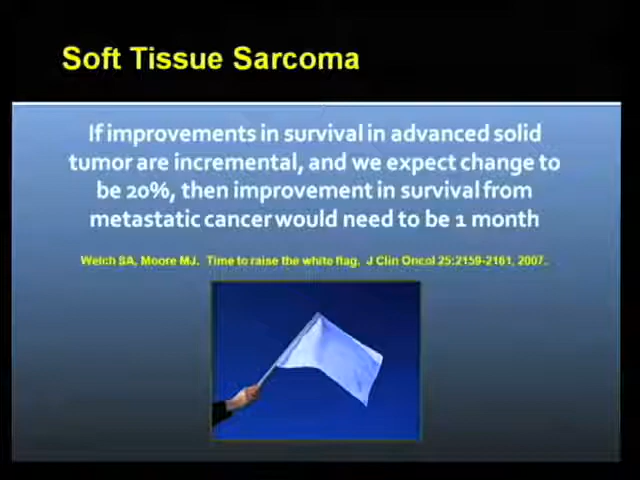 Soft Tissue Sarcoma
If improvements in survival in advanced solid
tumor are incremental, and we expect change to
be 20%, then improvement in survival from
metastatic cancer would need to be 1 month
Welch SA, Moore MJ. Time to raise the white flag. J Clin Oncol 25:2159-2161, 2007.